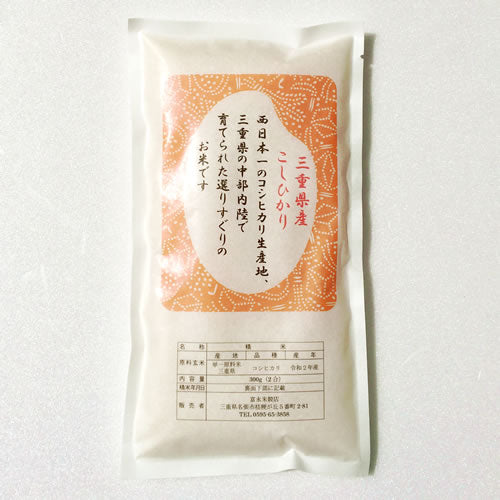 三重県産
こしひかり
西日本一のコシヒカリ生産地、
三重県の中部内陸で
育てられた選りすぐりの
お米です
名称 精米
産地 品種 産年
原料玄米 単一原料米 三重県 コシヒカリ 令和2年産
内容量 300g（2合）
精米年月日 裏面下部に記載
販売者 富永米穀店
三重県名張市桔梗が丘5番町2-81
TEL 0595-65-3858